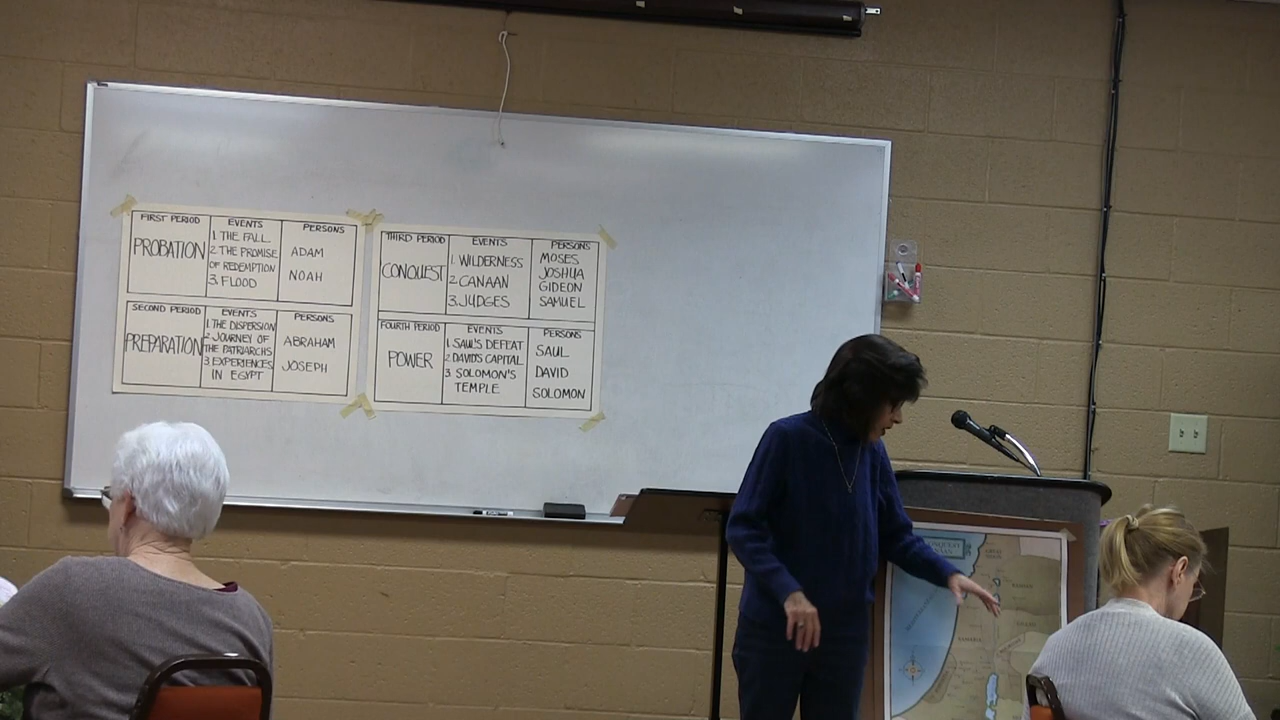 FIRST PERIOD
PROBATION
EVENTS
1. THE FALL
2 THE PROMISE
OF REDEMPTION
3. FLOOD
PERSONS
ADAM
NOAH
SECOND PERIOD
PREPARATION
EVENTS
1. THE DISPERSION
2 JOURNEY OF
THE PATRIARCHS
3 EXPERIENCES
IN EGYPT
PERSONS
ABRAHAM
JOSEPH
THIRD PERIOD
CONQUEST
EVENTS
1. WILDERNESS
2. CANAAN
3. JUDGES
PERSONS
MOSES
JOSHUA
GIDEON
SAMUEL
FOURTH PERIOD
POWER
EVENTS
1. SAUL'S DEFEAT
2. DAVID'S CAPITAL
3 SOLOMON'S
TEMPLE
PERSONS
SAUL
DAVID
SOLOMON